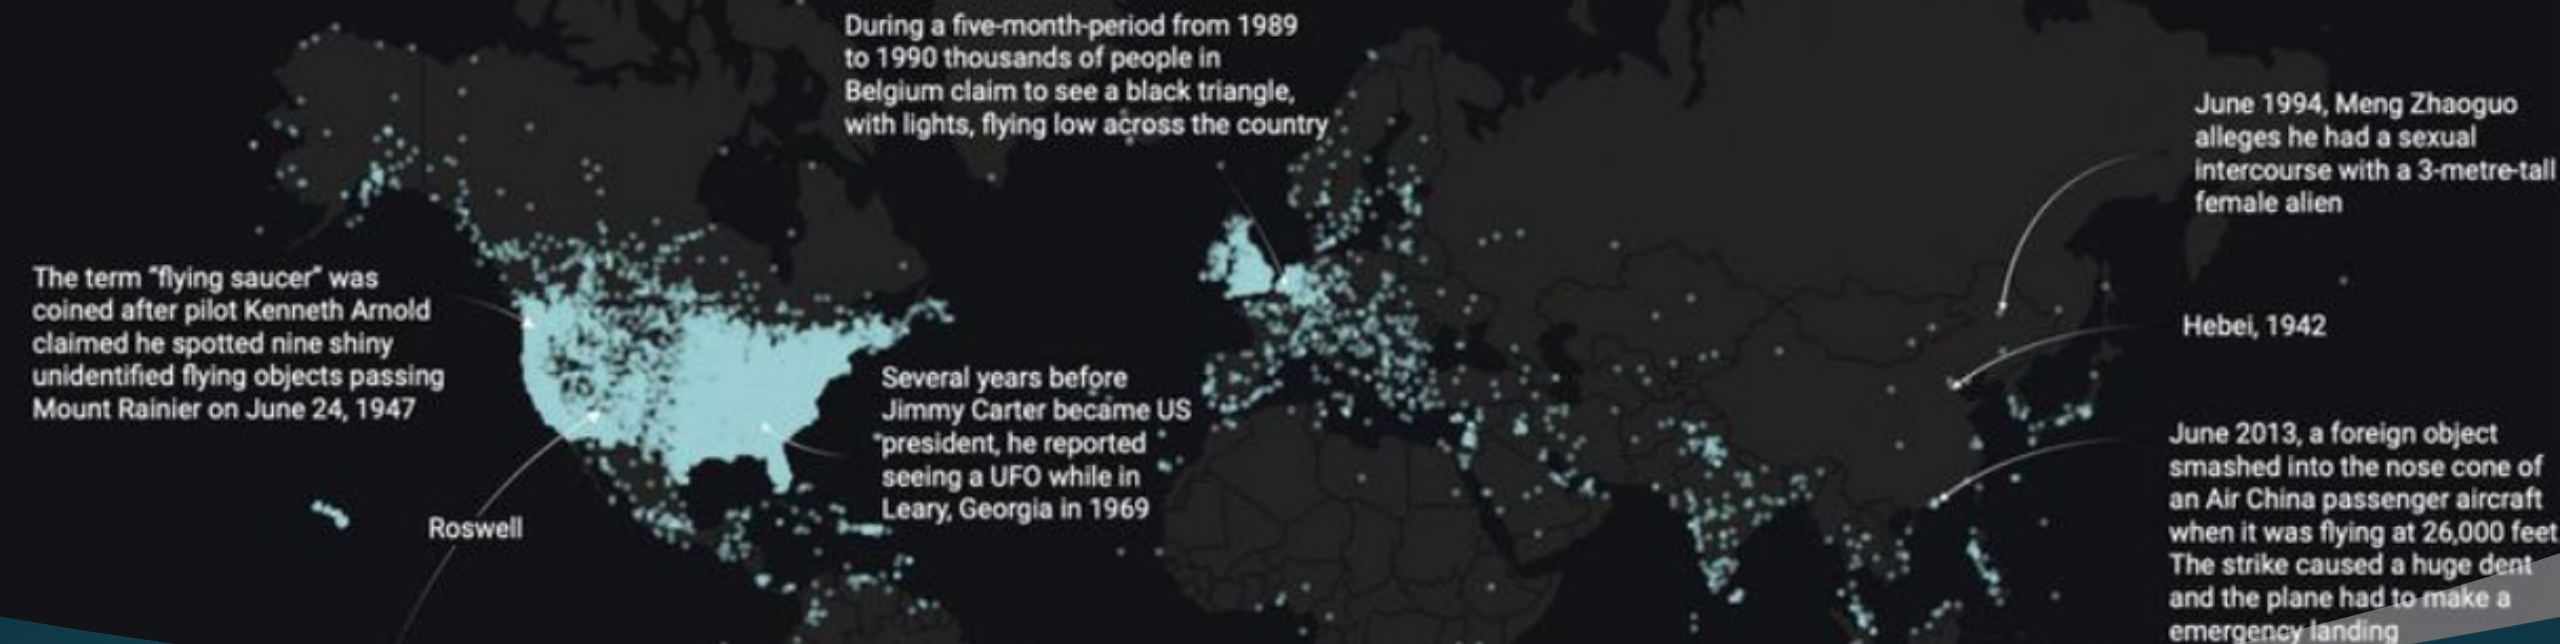 During a five-month-period from 1989
to 1990 thousands of people in
Belgium claim to see a black triangle,
with lights, flying low across the country
June 1994, Meng Zhaoguo
alleges he had a sexual
intercourse with a 3-metre-tall
female alien
The term “flying saucer” was
coined after pilot Kenneth Arnold
claimed he spotted nine shiny
unidentified flying objects passing
Mount Rainier on June 24, 1947
Hebei, 1942
Several years before
Jimmy Carter became US
president, he reported
seeing a UFO while in
Leary, Georgia in 1969
June 2013, a foreign object
smashed into the nose cone of
an Air China passenger aircraft
when it was flying at 26,000 feet
The strike caused a huge dent
and the plane had to make a
emergency landing
Roswell